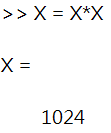 >> X = X*X
X =
1024